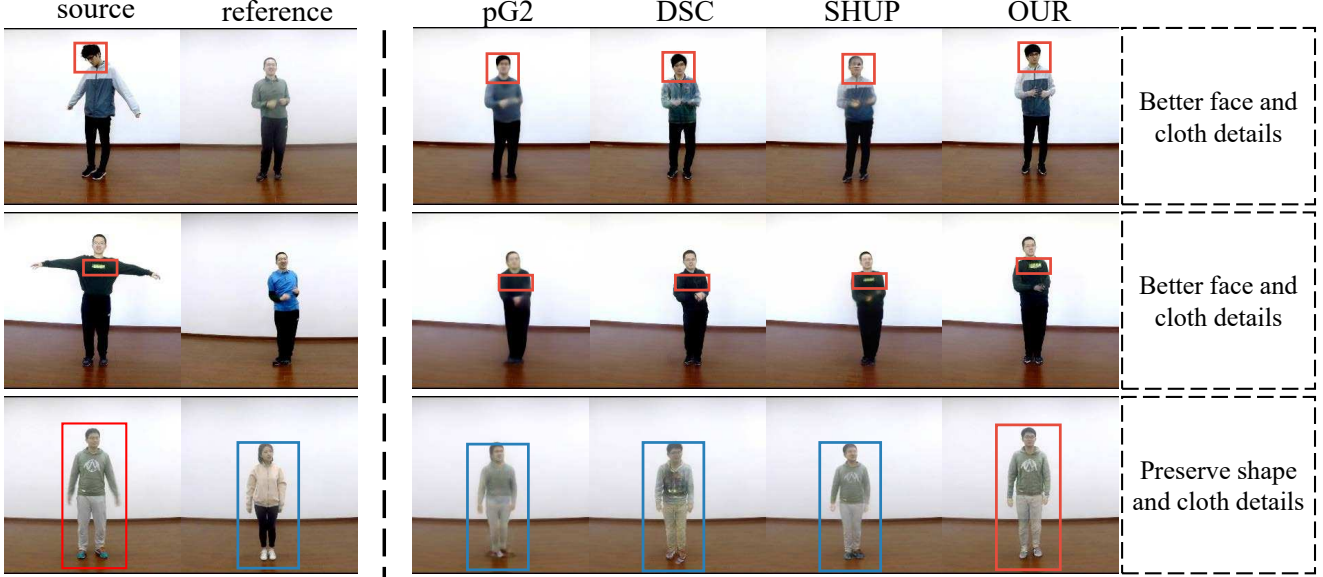 source reference pG2 DSC SHUP OUR
Better face and
cloth details
Better face and
cloth details
Preserve shape
and cloth details